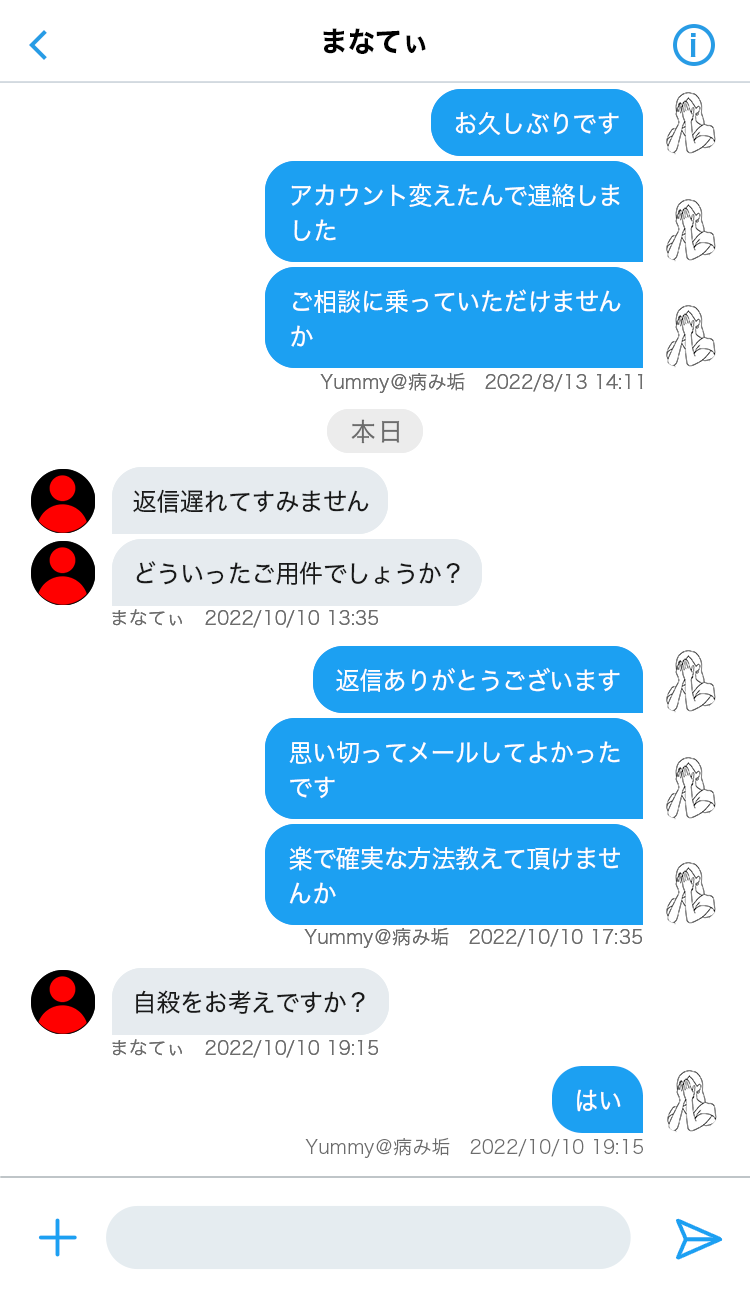 まなてぃ
お久しぶりです
アカウント変えたんで連絡しま
した
ご相談に乗っていただけません
か
Yummy@病み垢 2022/8/13 14:11
本日
返信遅れてすみません
どういったご用件でしょうか？
まなてぃ 2022/10/10 13:35
返信ありがとうございます
思い切ってメールしてよかった
です
楽で確実な方法教えて頂けませ
んか
Yummy@病み垢 2022/10/10 17:35
自殺をお考えですか？
まなてぃ 2022/10/10 19:15
はい
Yummy@病み垢 2022/10/10 19:15